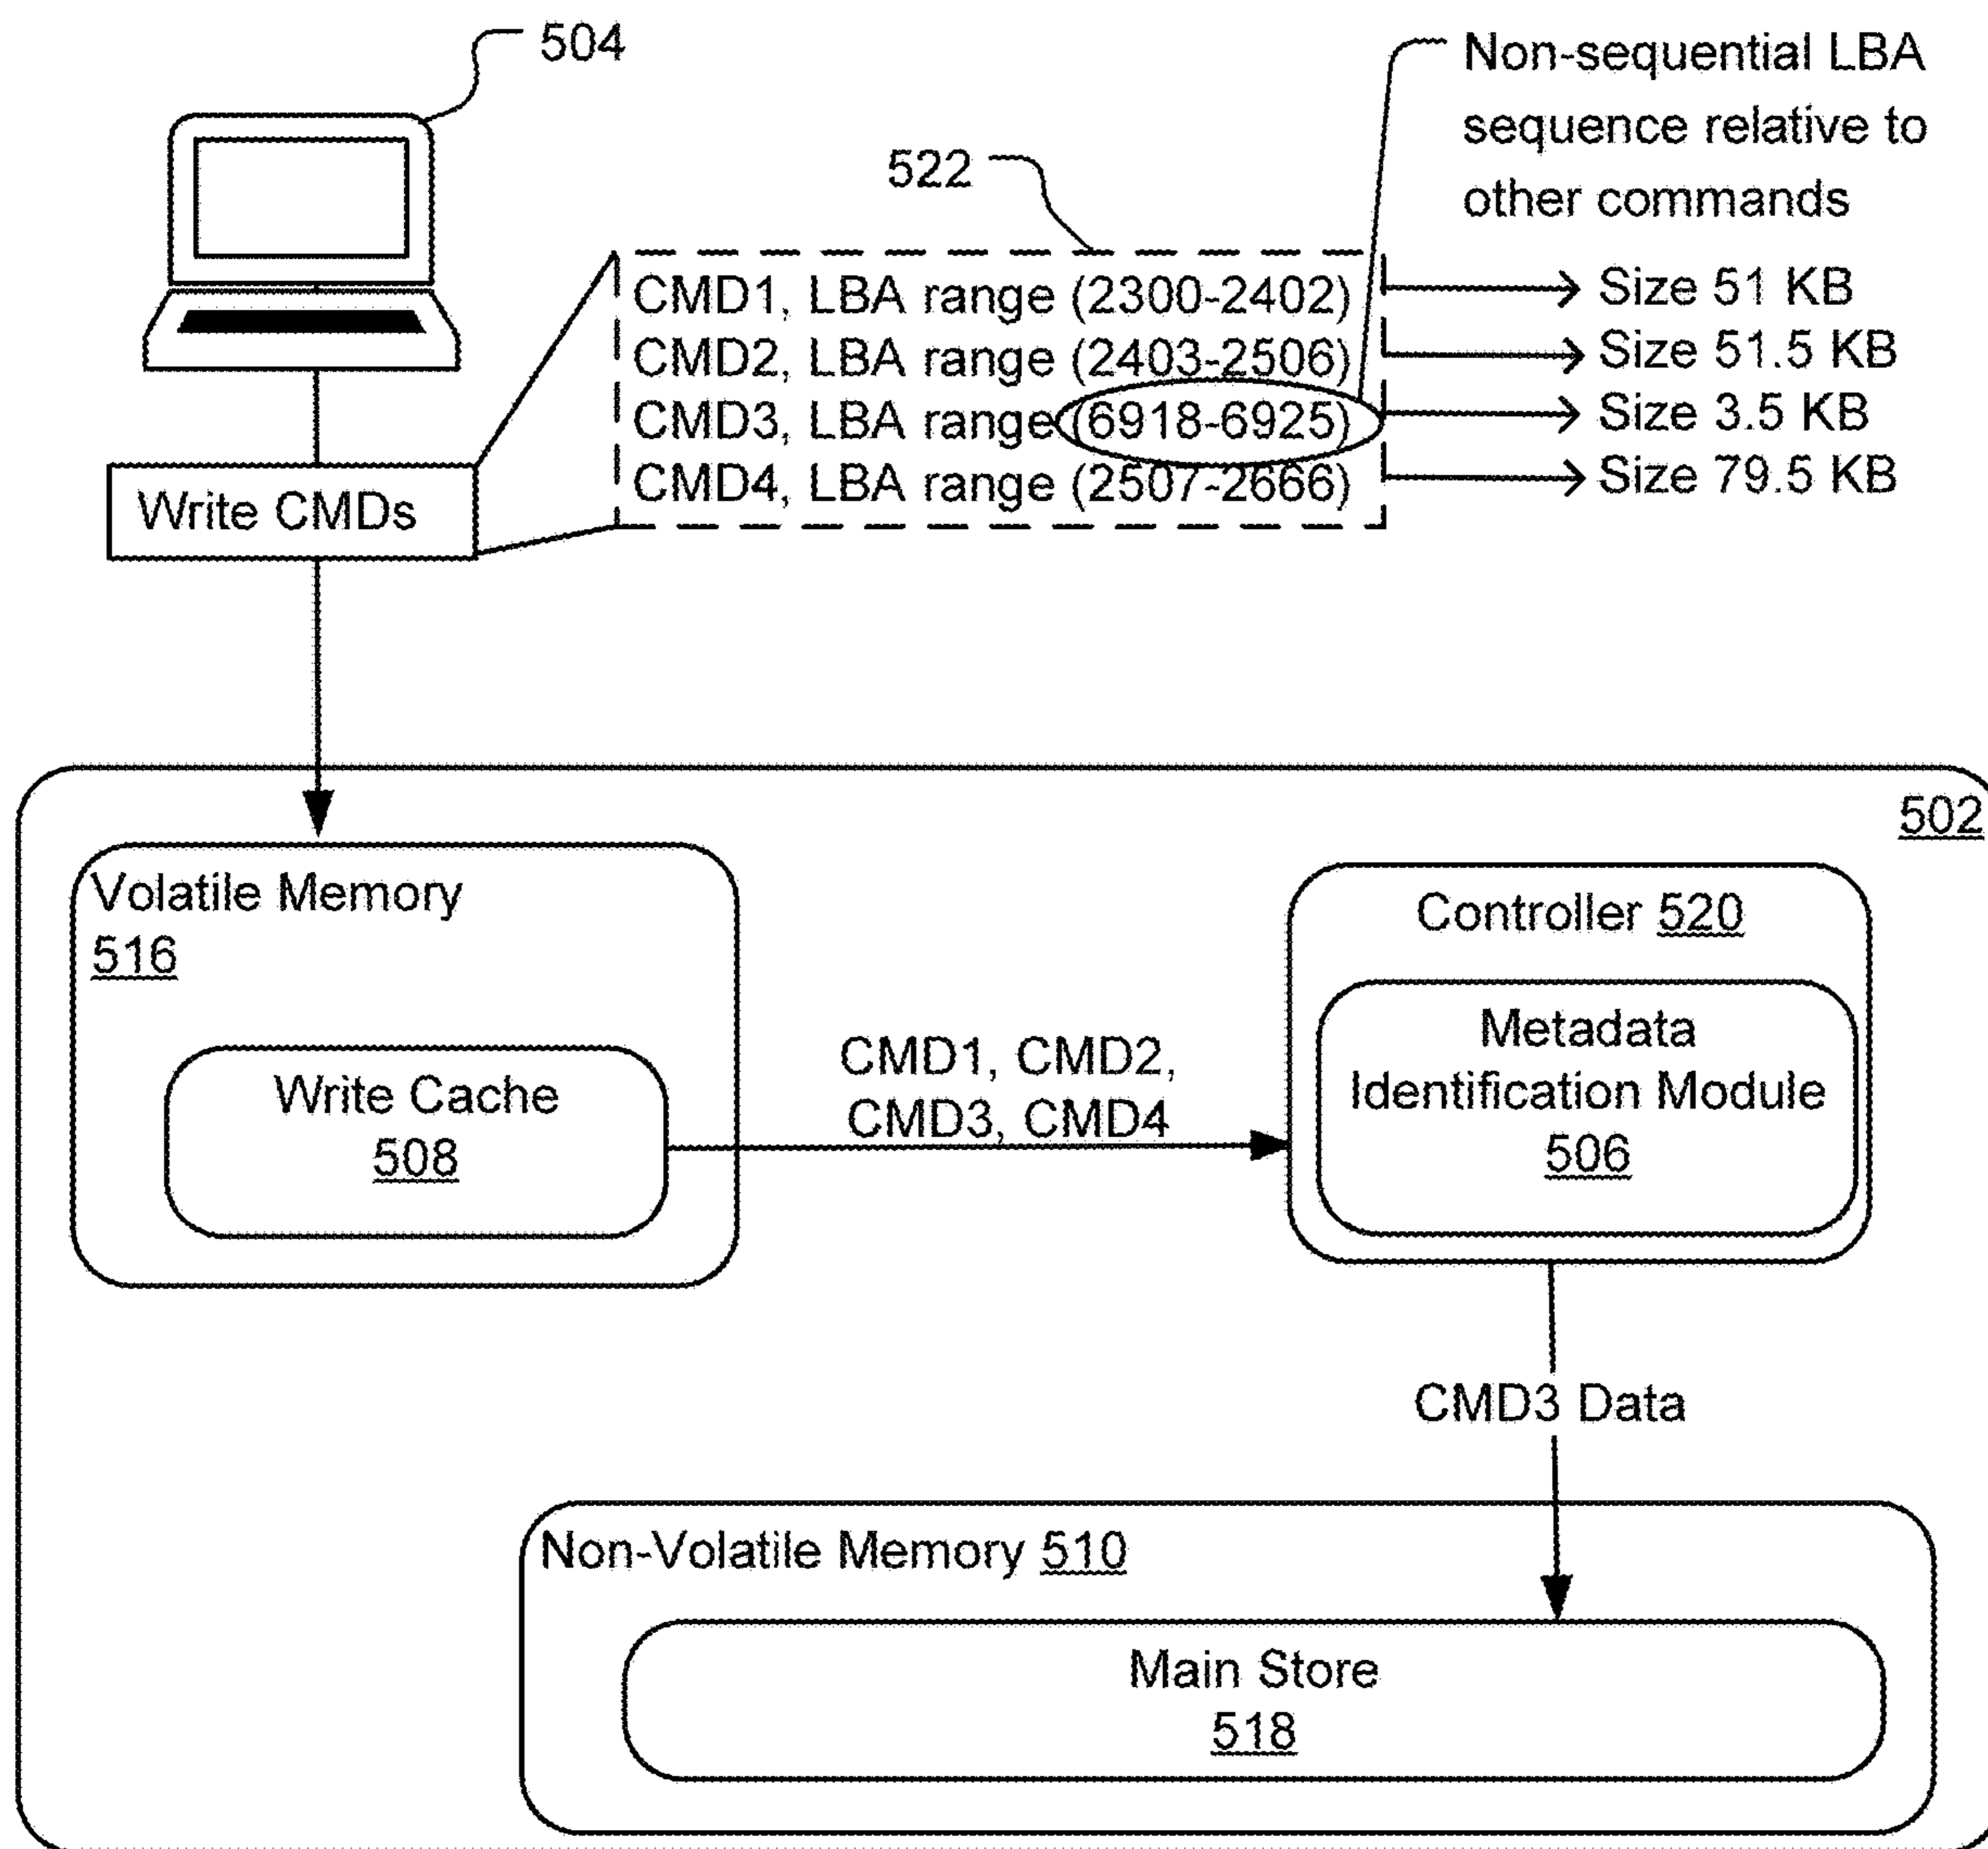 504
Non-sequential LBA
sequence relative to
other commands
522
CMD1, LBA range (2300-2402)
Size 51 KB
CMD2, LBA range (2403-2506)
Size 51.5 KB
CMD3, LBA range (6918-6925)
Size 3.5 KB
CMD4, LBA range (2507-2666)
Size 79.5 KB
Write CMDs
502
Volatile Memory
516
Write Cache
508
CMD1, CMD2,
CMD3, CMD4
Controller 520
Metadata
Identification Module
506
CMD3 Data
Non-Volatile Memory 510
Main Store
518